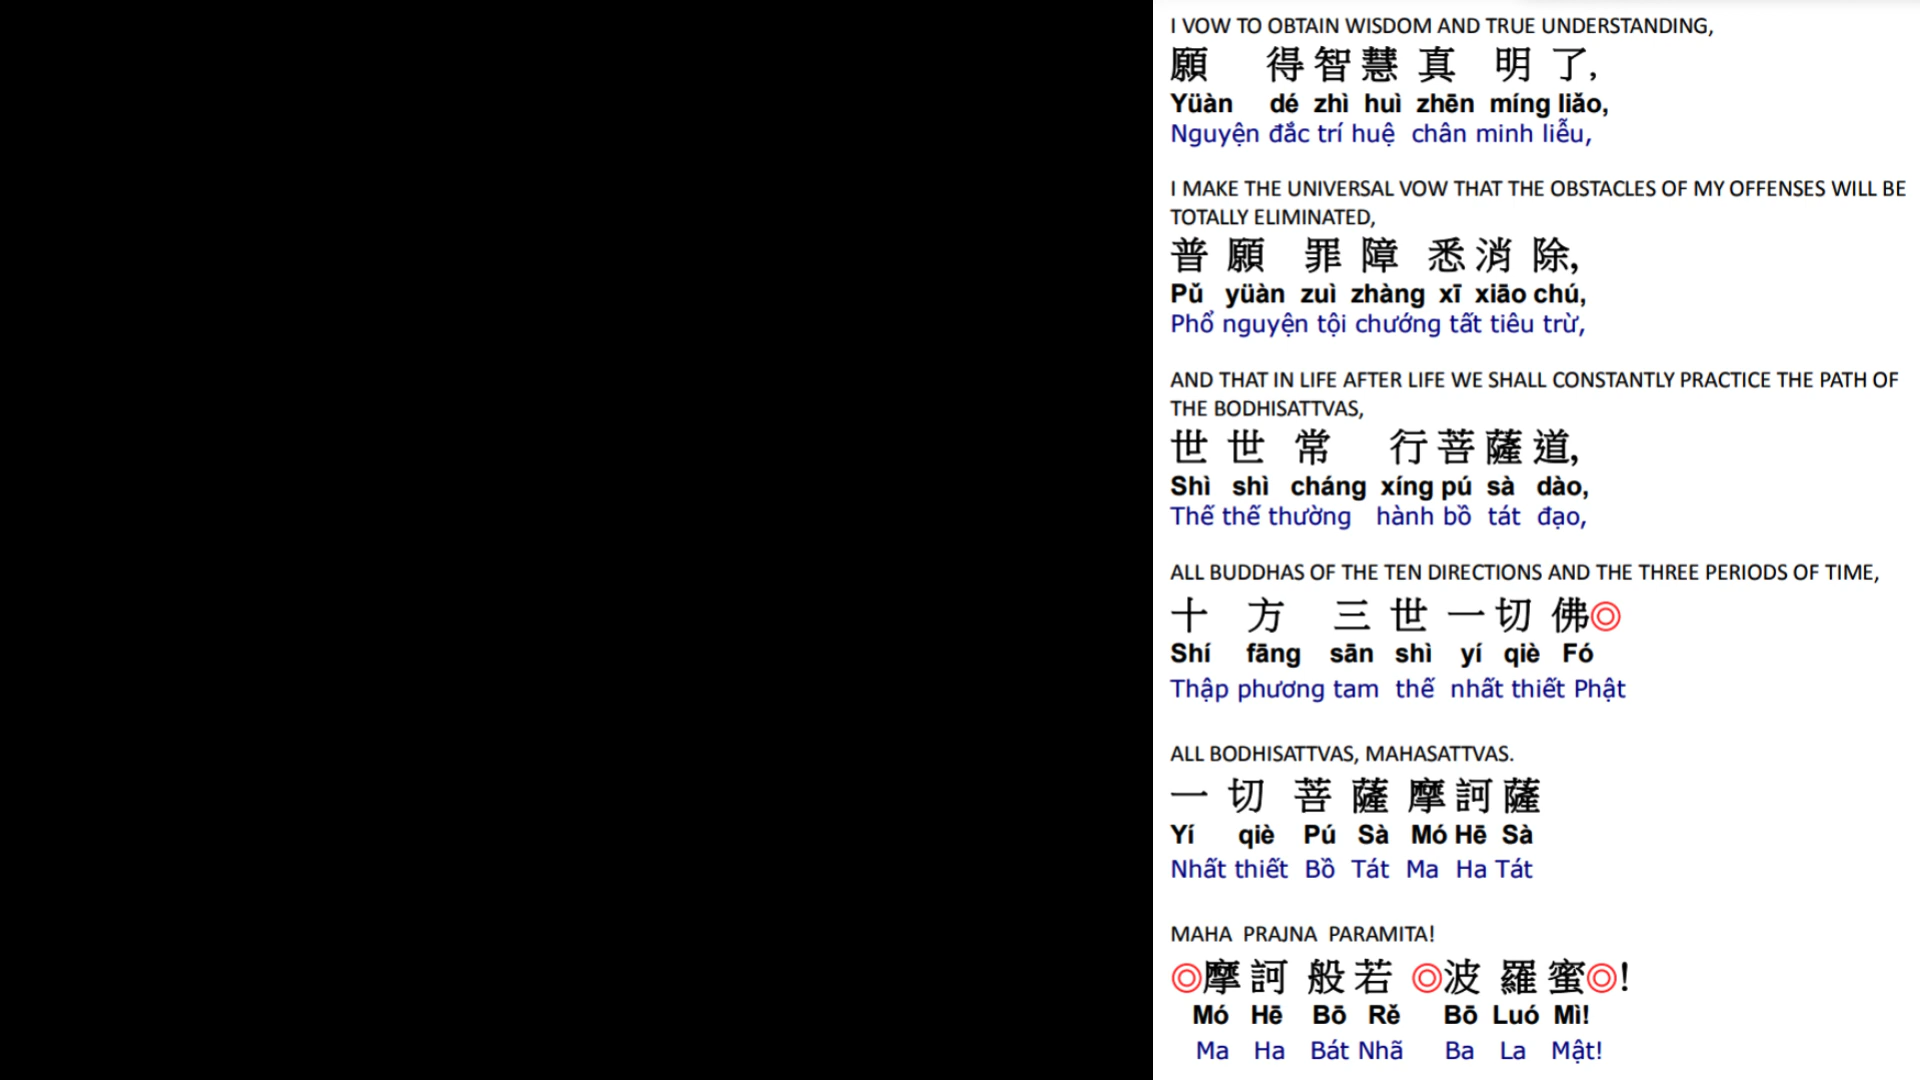 I VOW TO OBTAIN WISDOM AND TRUE UNDERSTANDING,
願 得智慧真 明了,
Yüàn dé zhì huì zhēn míng liǎo,
Nguyện đắc trí huệ chân minh liễu,
I MAKE THE UNIVERSAL VOW THAT THE OBSTACLES OF MY OFFENSES WILL BE
TOTALLY ELIMINATED,
普願 罪障 悉消除,
Pǔ yüàn zuì zhàng xī xiāo chú,
Phổ nguyện tội chướng tất tiêu trừ,
AND THAT IN LIFE AFTER LIFE WE SHALL CONSTANTLY PRACTICE THE PATH OF
THE BODHISATTVAS,
世世 常 行菩薩道,
Shì shì cháng xíng pú sà dào,
Thế thế thường hành bồ tát đạo,
ALL BUDDHAS OF THE TEN DIRECTIONS AND THE THREE PERIODS OF TIME,
十 方 三世一切佛◎
Shí fāng sān shì yí qiè Fó
Thập phương tam thế nhất thiết Phật
ALL BODHISATTVAS, MAHASATTVAS.
一切 菩薩摩訶薩
Yí qiè Pú Sà Mó Hē Sà
Nhất thiết Bồ Tát Ma Ha Tát
MAHA PRAJNA PARAMITA!
◎摩訶 般若 ◎波羅蜜◎!
Mó Hē Bō Rě Bō Luó Mì!
Ma Ha Bát Nhã Ba La Mật!